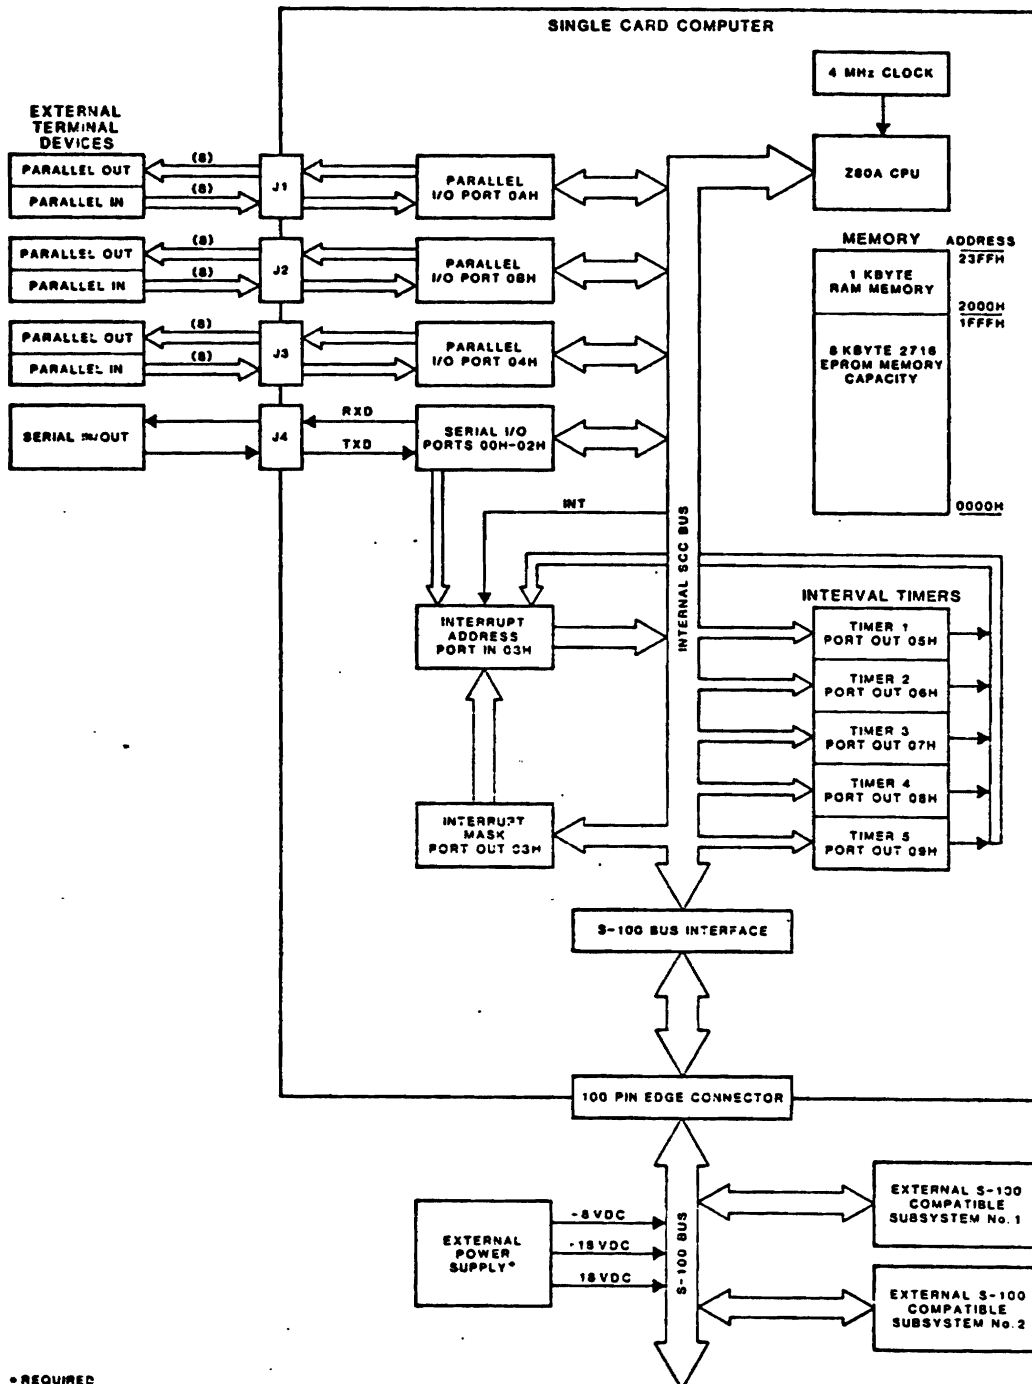 SINGLE CARD COMPUTER
4 MHz CLOCK
Z80A CPU
EXTERNAL
TERMINAL
DEVICES
PARALLEL OUT
PARALLEL IN
(8)
(8)
J1
PARALLEL
I/O PORT 0AH
PARALLEL OUT
PARALLEL IN
(8)
(8)
J2
PARALLEL
I/O PORT 0BH
PARALLEL OUT
PARALLEL IN
(8)
(8)
J3
PARALLEL
I/O PORT 04H
SERIAL IN/OUT
J4
RXD
TXD
SERIAL I/O
PORTS 00H-02H
MEMORY
ADDRESS
23FFH
1 KBYTE
RAM MEMORY
2000H
1FFFH
8 KBYTE 2716
EPROM MEMORY
CAPACITY
0000H
INT
INTERNAL SCC BUS
INTERRUPT
ADDRESS
PORT IN 03H
INTERRUPT
MASK
PORT OUT 03H
INTERVAL TIMERS
TIMER 1
PORT OUT 05H
TIMER 2
PORT OUT 06H
TIMER 3
PORT OUT 07H
TIMER 4
PORT OUT 08H
TIMER 5
PORT OUT 09H
S-100 BUS INTERFACE
100 PIN EDGE CONNECTOR
EXTERNAL
POWER
SUPPLY*
-8VDC
-18VDC
18VDC
S-100 BUS
EXTERNAL S-100
COMPATIBLE
SUBSYSTEM No.1
EXTERNAL S-100
COMPATIBLE
SUBSYSTEM No.2
* REQUIRED